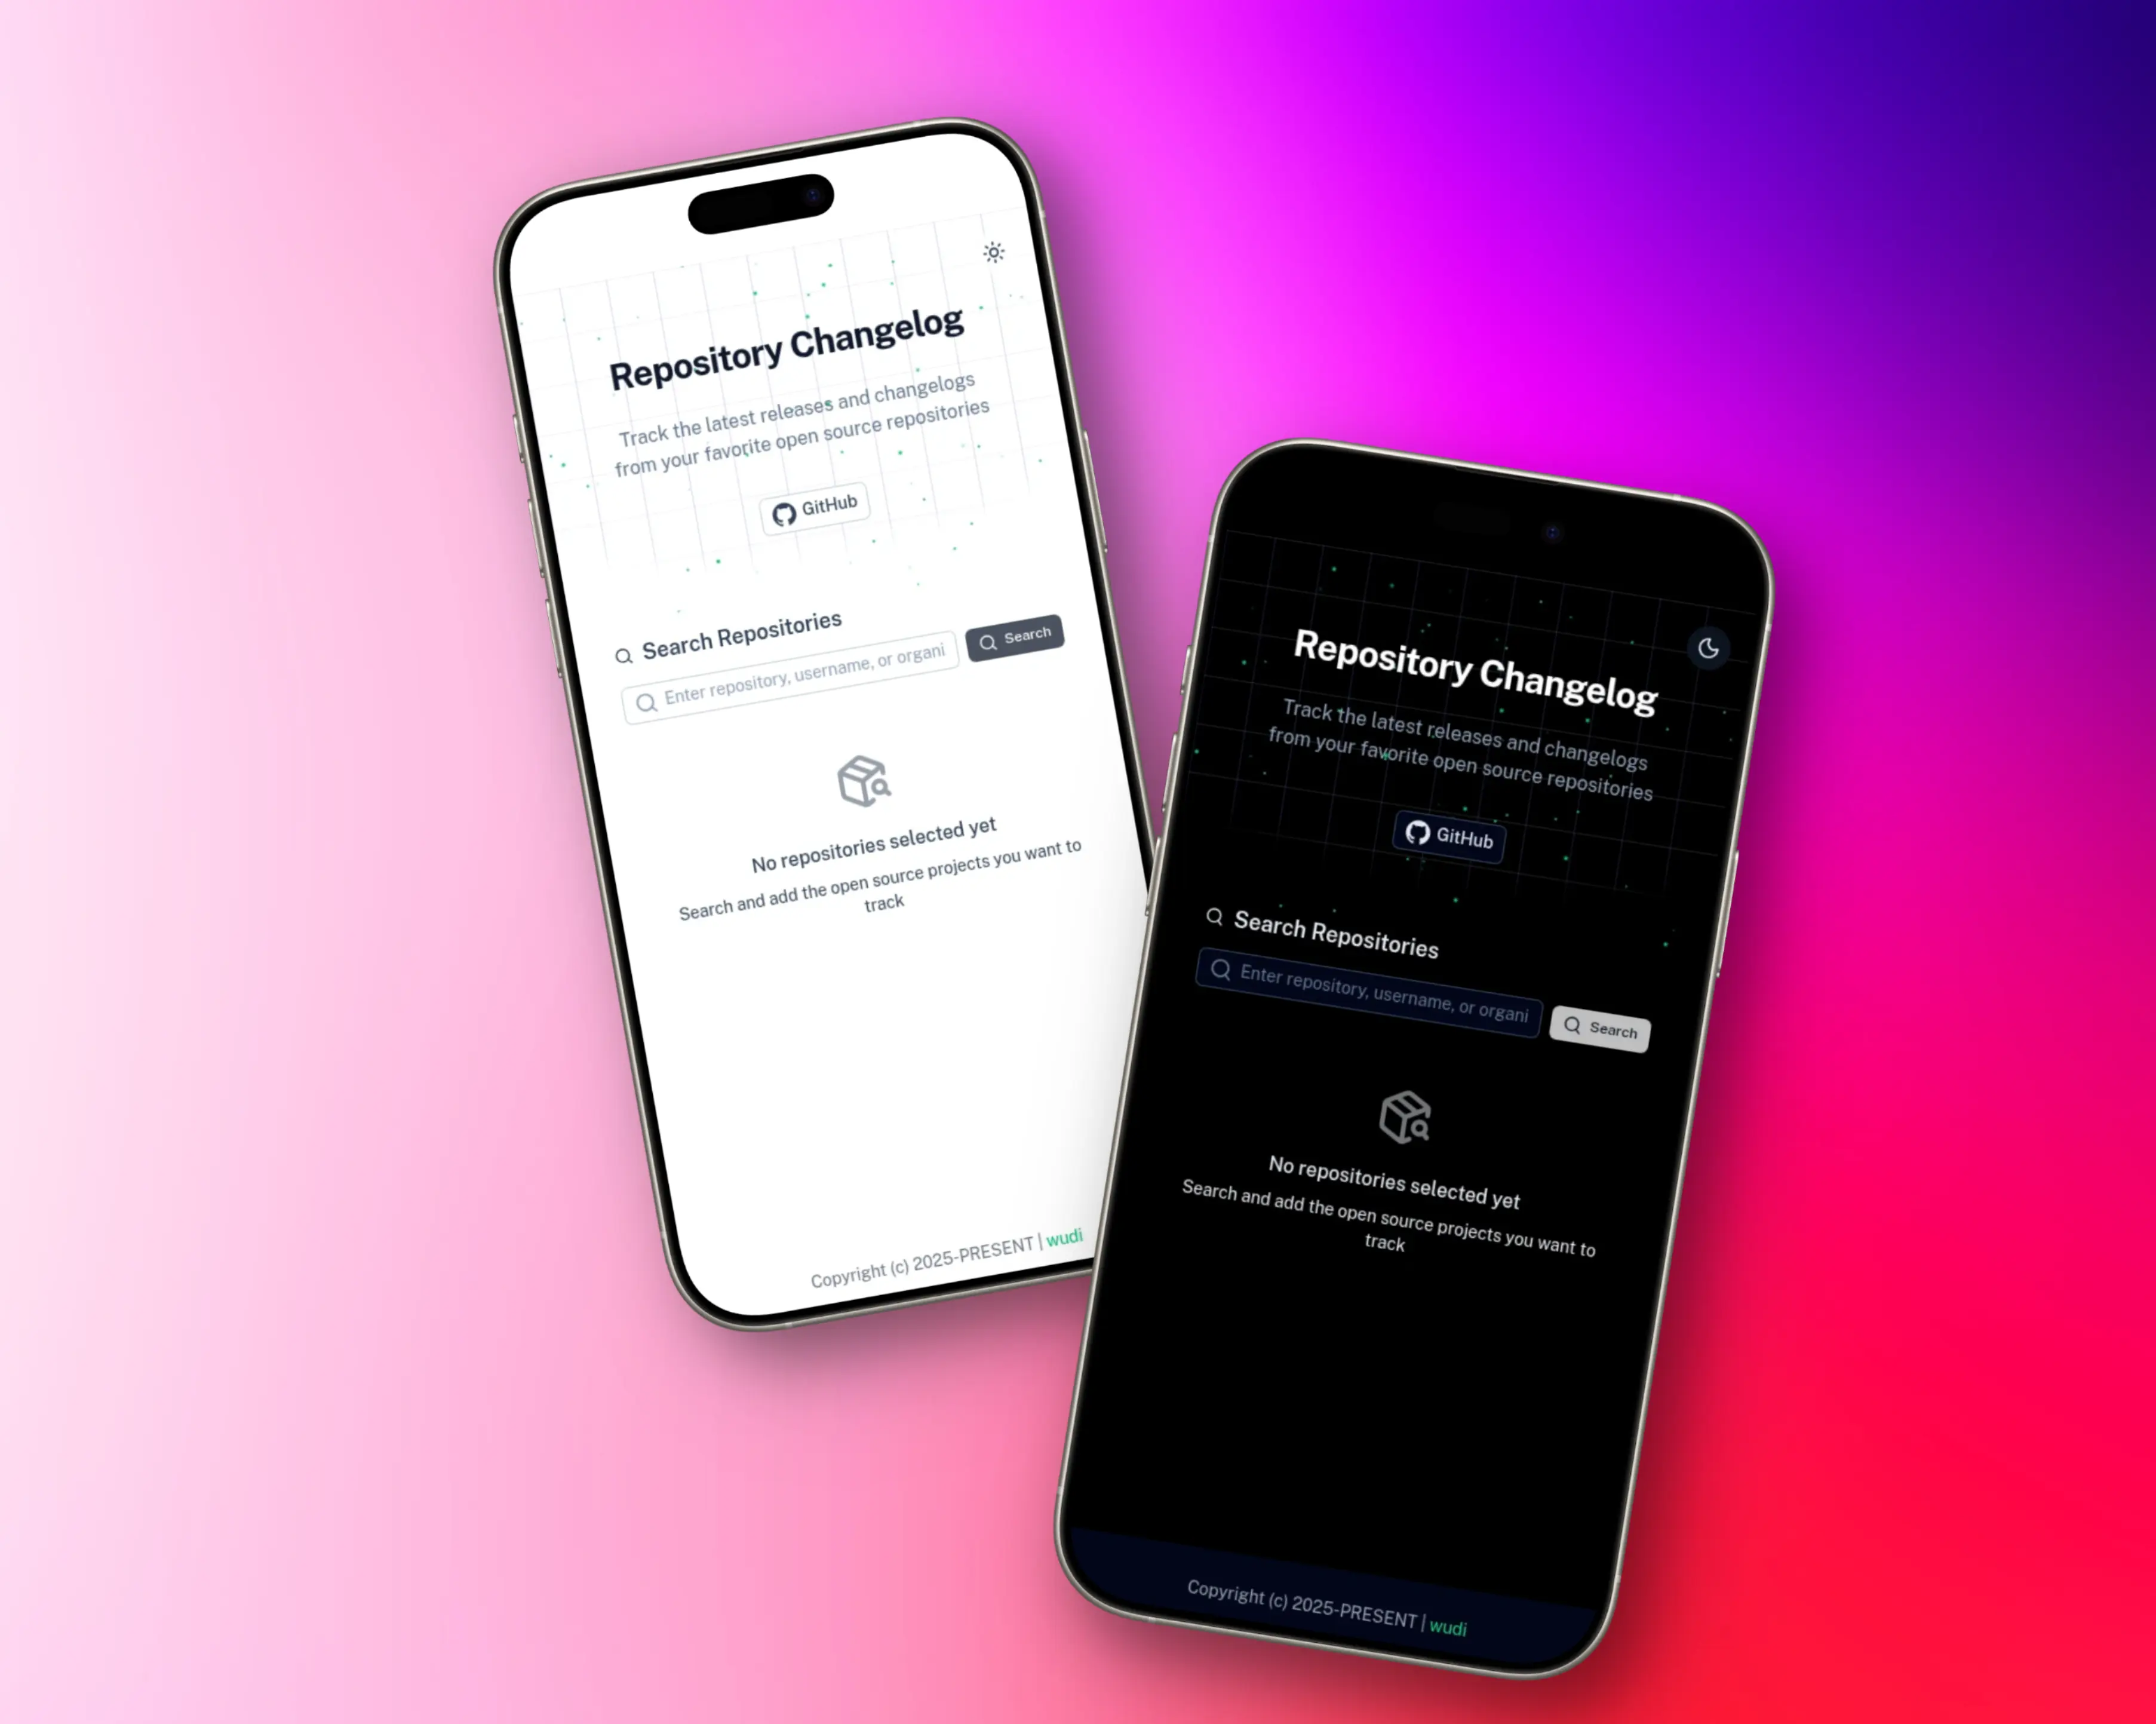 Repository Changelog
Track the latest releases and changelogs
from your favorite open source repositories
GitHub
Search Repositories
Enter repository, username, or organi
Search
No repositories selected yet
Search and add the open source projects you want to
track
Copyright (c) 2025-PRESENT | wudi
Repository Changelog
Track the latest releases and changelogs
from your favorite open source repositories
GitHub
Search Repositories
Enter repository, username, or organi
Search
No repositories selected yet
Search and add the open source projects you want to
track
Copyright (c) 2025-PRESENT | wudi